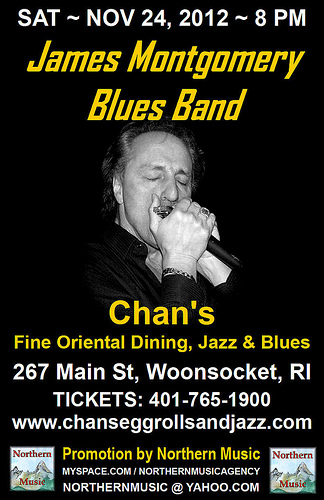 SAT ~ NOV 24, 2012 ~ 8 PM
James Montgomery
Blues Band
Chan's
Fine Oriental Dining, Jazz & Blues
267 Main St, Woonsocket, RI
TICKETS: 401-765-1900
www.chanseggrollsandjazz.com
Northern
Music
Promotion by Northern Music
MYSPACE.COM / NORTHERNMUSICAGENCY
NORTHERNMUSIC @ YAHOO.COM
Northern
Music